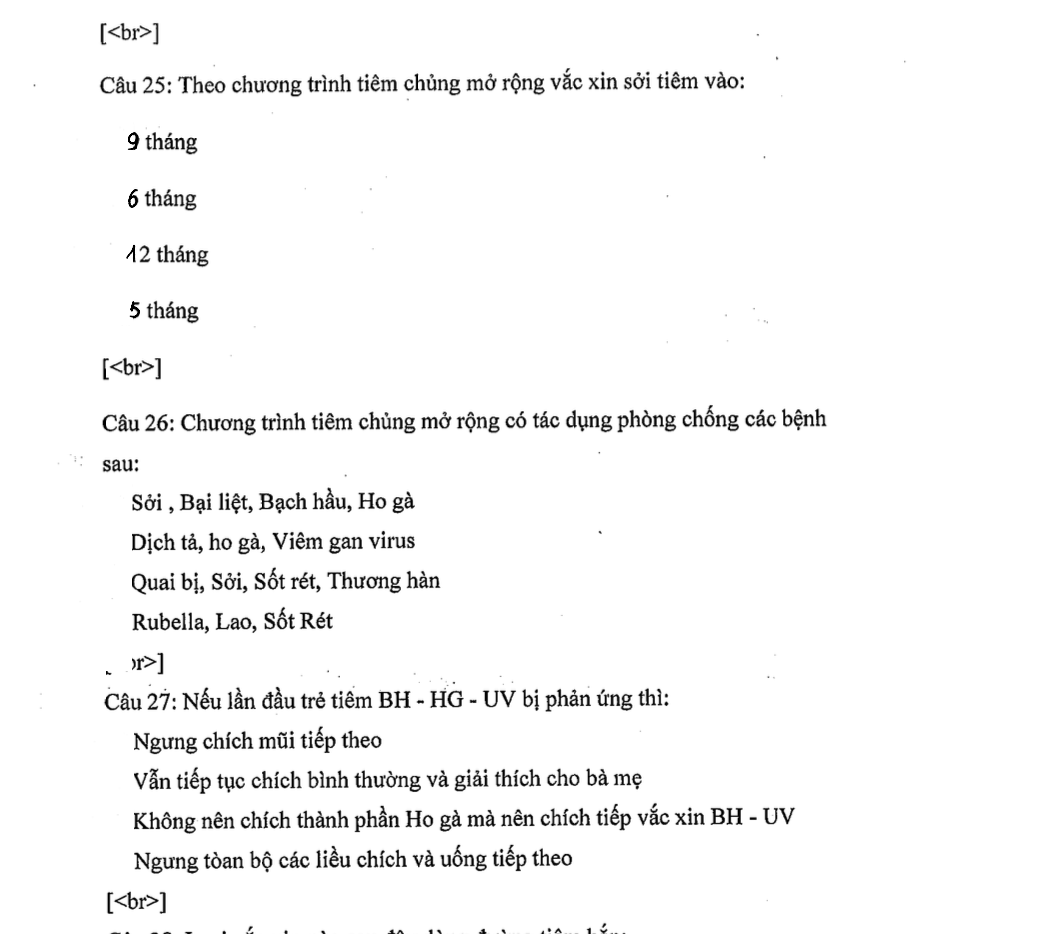 [<br>]
Câu 25: Theo chương trình tiêm chủng mở rộng vắc xin sởi tiêm vào:
9 tháng
6 tháng
12 tháng
5 tháng
[<br>]
Câu 26: Chương trình tiêm chủng mở rộng có tác dụng phòng chống các bệnh
sau:
Sởi , Bại liệt, Bạch hầu, Ho gà
Dịch tả, ho gà, Viêm gan virus
Quai bị, Sởi, Sốt rét, Thương hàn
Rubella, Lao, Sốt Rét
r>]
Câu 27: Nếu lần đầu trẻ tiêm BH - HG - UV bị phản ứng thì:
Ngưng chích mũi tiếp theo
Vẫn tiếp tục chích bình thường và giải thích cho bà mẹ
Không nên chích thành phần Ho gà mà nên chích tiếp vắc xin BH - UV
Ngưng tòan bộ các liều chích và uống tiếp theo
[<br>]